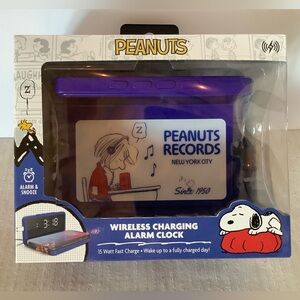 PEANUTS
Z
AUGH
Z
PEANUTS
RECORDS
NEW YORK CITY
Since 1950
ALARM &
SNOOZE
WIRELESS CHARGING
ALARM CLOCK
15 Watt Fast Charge • Wake up to a fully charged day!